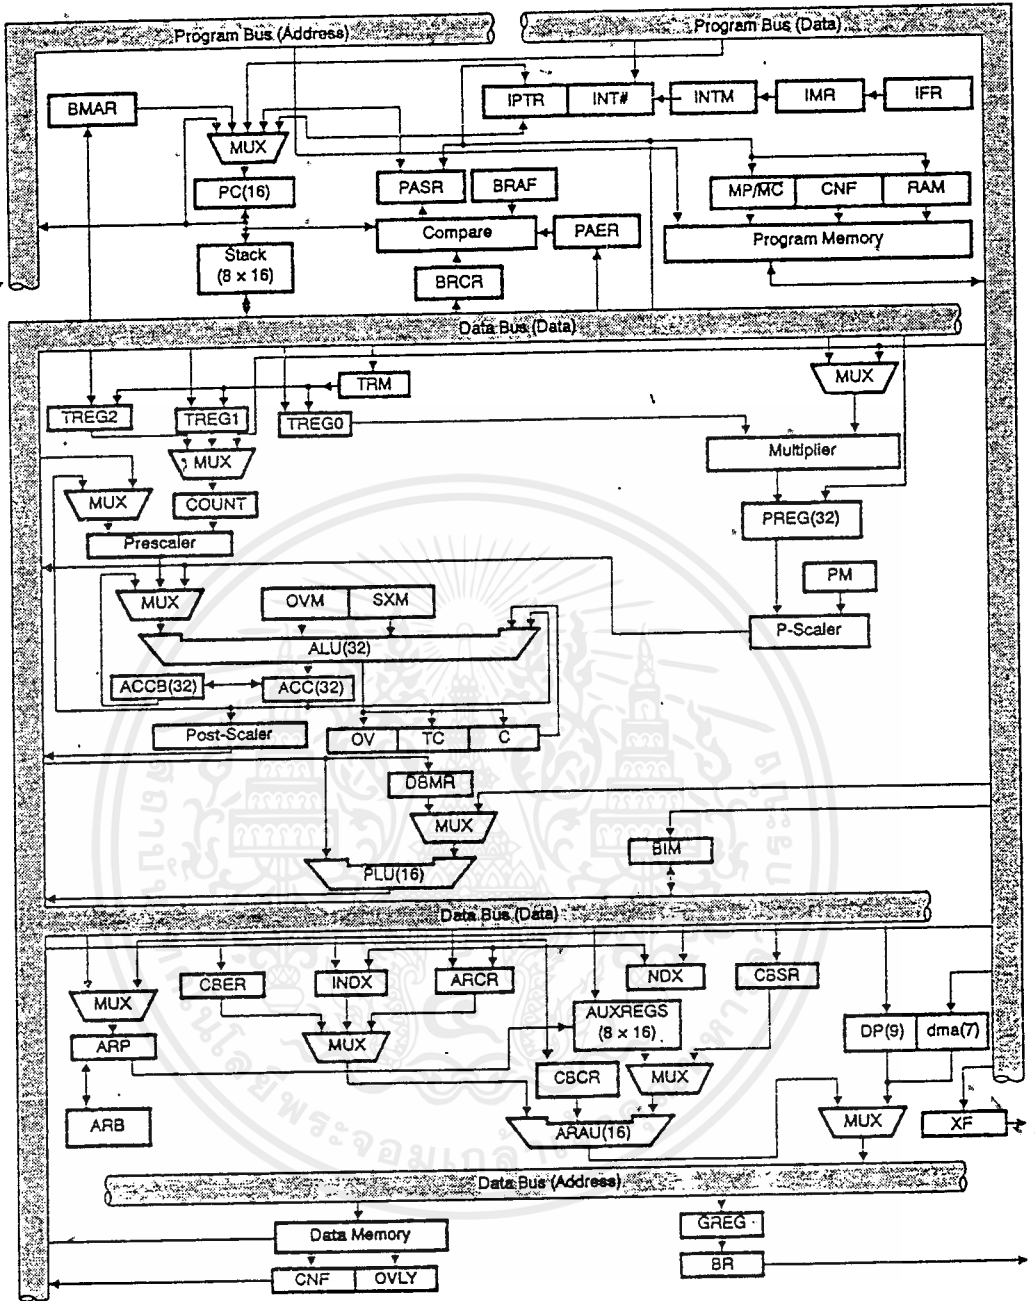 Program Bus (Address)
Program Bus (Data)
BMAR
IPTR
INT#
INTM
IMR
IFR
MUX
PC(16)
PASR
BRAF
MP/MC
CNF
RAM
Stack
(8 × 16)
Compare
PAER
Program Memory
BRCR
Data Bus (Data)
TRM
MUX
TREG2
TREG1
TREG0
MUX
Multiplier
MUX
COUNT
PREG(32)
Prescaler
PM
MUX
OVM
SXM
P-Scaler
ALU(32)
ACCB(32)
ACC(32)
Post-Scaler
OV
TC
C
DBMR
MUX
BIM
PLU(16)
Data Bus (Data)
CBER
INDX
ARCR
NDX
CBSR
MUX
AUXREGS
(8 × 16)
DP(9)
dma(7)
ARP
MUX
CBCR
MUX
ARB
ARAU(16)
MUX
XF
Data Bus (Address)
Data Memory
GREG
CNF
OVLY
BR